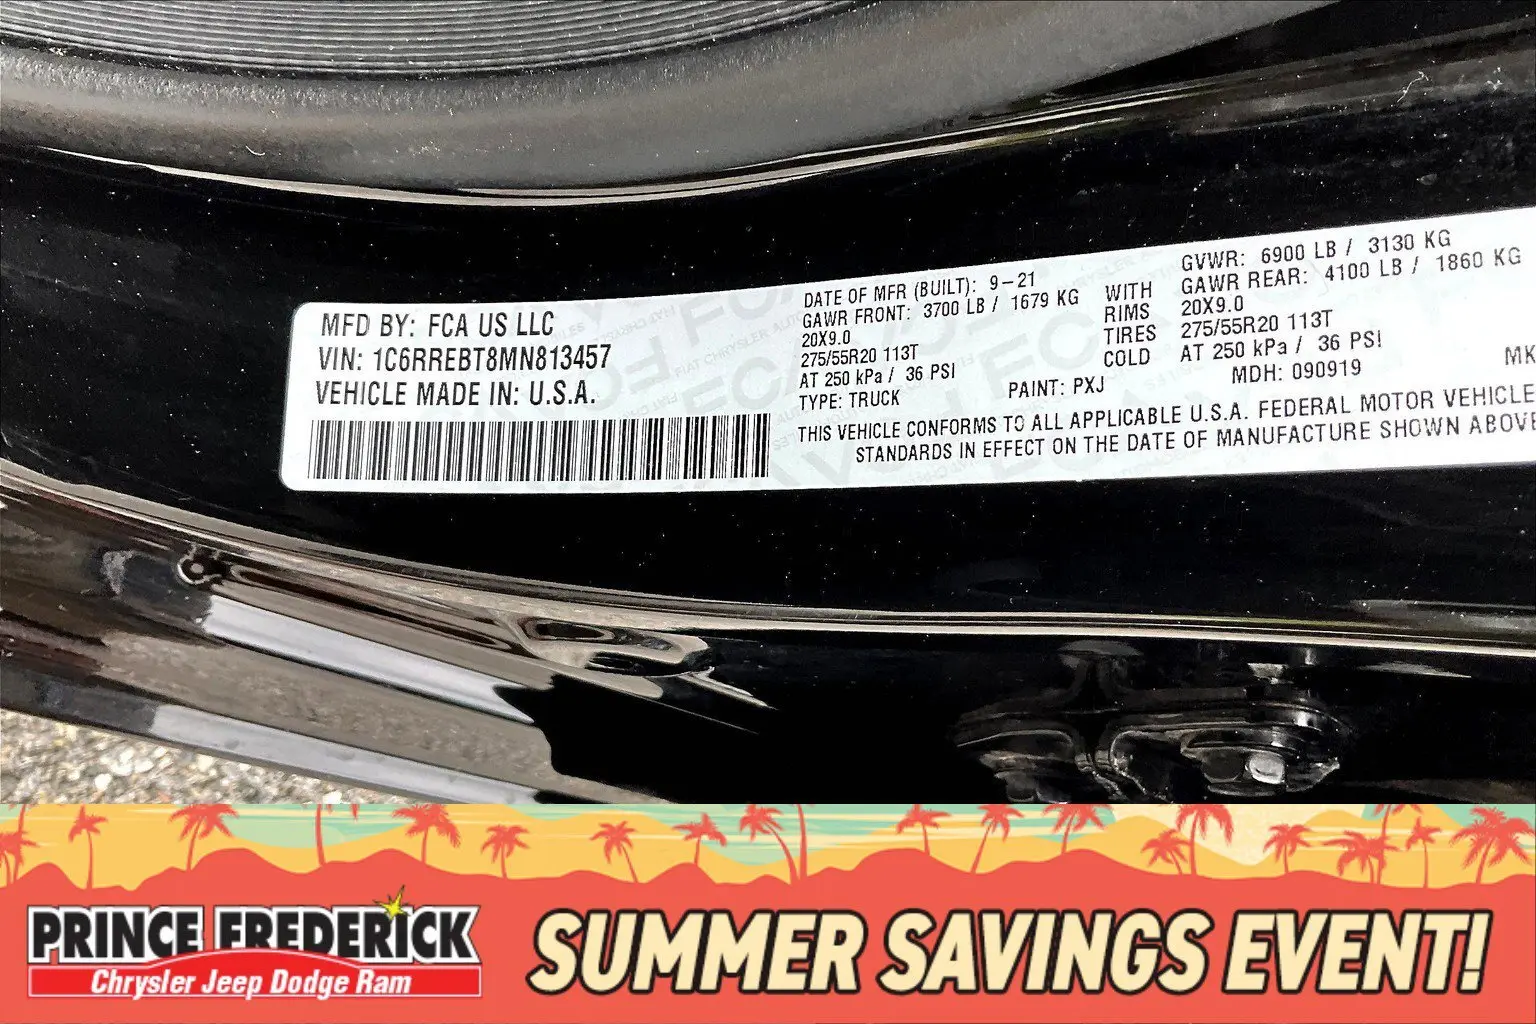 MFD BY: FCA US LLC
VIN: 1C6RREBT8MN813457
VEHICLE MADE IN: U.S.A.
DATE OF MFR (BUILT): 9-21
GAWR FRONT: 3700 LB / 1679 KG
20X9.0
275/55R20 113T
AT 250 kPa / 36 PSI
TYPE: TRUCK
PAINT: PXJ
WITH
RIMS
TIRES
COLD
GVWR: 6900 LB / 3130 KG
GAWR REAR: 4100 LB / 1860 KG
20X9.0
275/55R20 113T
AT 250 kPa / 36 PSI
MDH: 090919
MK
THIS VEHICLE CONFORMS TO ALL APPLICABLE U.S.A. FEDERAL MOTOR VEHICLE
STANDARDS IN EFFECT ON THE DATE OF MANUFACTURE SHOWN ABOVE
PRINCE FREDERICK
Chrysler Jeep Dodge Ram
SUMMER SAVINGS EVENT!